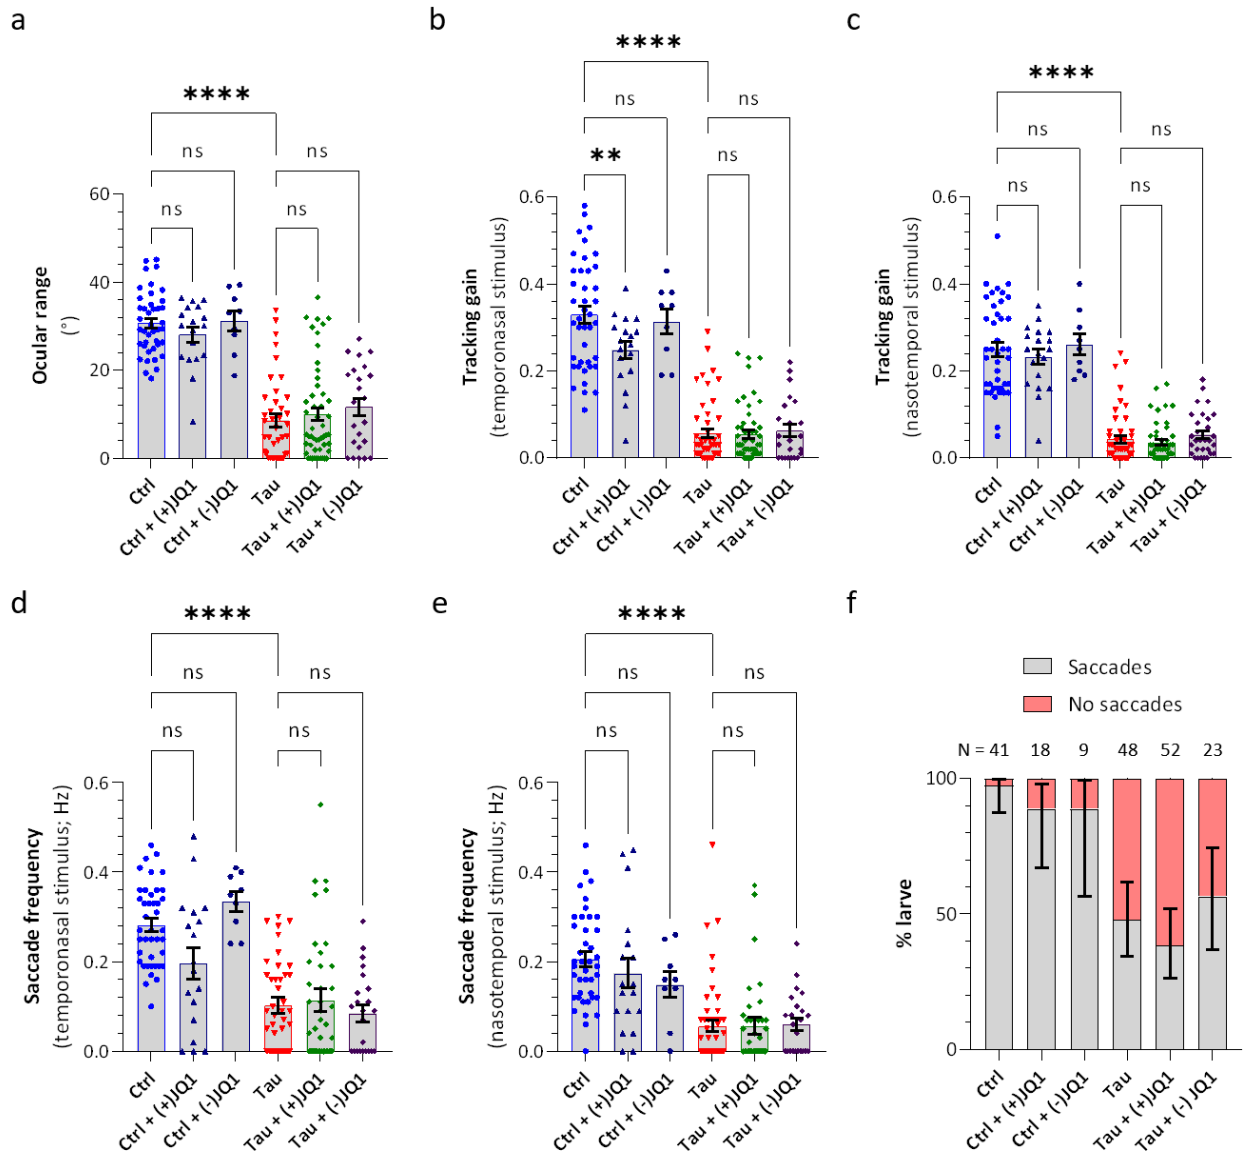 a
b
c
****
ns
ns
ns
ns
60
40
20
0
Ocular range
(°)
Ctrl
Ctrl + (+)JQ1
Ctrl + (-)JQ1
Tau
Tau + (+)JQ1
Tau + (-)JQ1
****
ns
ns
**
ns
0.6
0.4
0.2
0.0
Tracking gain
(temporonasal stimulus)
Ctrl
Ctrl + (+)JQ1
Ctrl + (-)JQ1
Tau
Tau + (+)JQ1
Tau + (-)JQ1
****
ns
ns
ns
ns
0.6
0.4
0.2
0.0
Tracking gain
(nasotemporal stimulus)
Ctrl
Ctrl + (+)JQ1
Ctrl + (-)JQ1
Tau
Tau + (+)JQ1
Tau + (-)JQ1
d
e
f
****
ns
ns
ns
ns
0.6
0.4
0.2
0.0
Saccade frequency
(temporonasal stimulus; Hz)
Ctrl
Ctrl + (+)JQ1
Ctrl + (-)JQ1
Tau
Tau + (+)JQ1
Tau + (-)JQ1
****
ns
ns
ns
ns
0.6
0.4
0.2
0.0
Saccade frequency
(nasotemporal stimulus; Hz)
Ctrl
Ctrl + (+)JQ1
Ctrl + (-)JQ1
Tau
Tau + (+)JQ1
Tau + (-)JQ1
Saccades
No saccades
N = 41 18 9 48 52 23
100
50
0
% larve
Ctrl
Ctrl + (+)JQ1
Ctrl + (-)JQ1
Tau
Tau + (+)JQ1
Tau + (-) JQ1